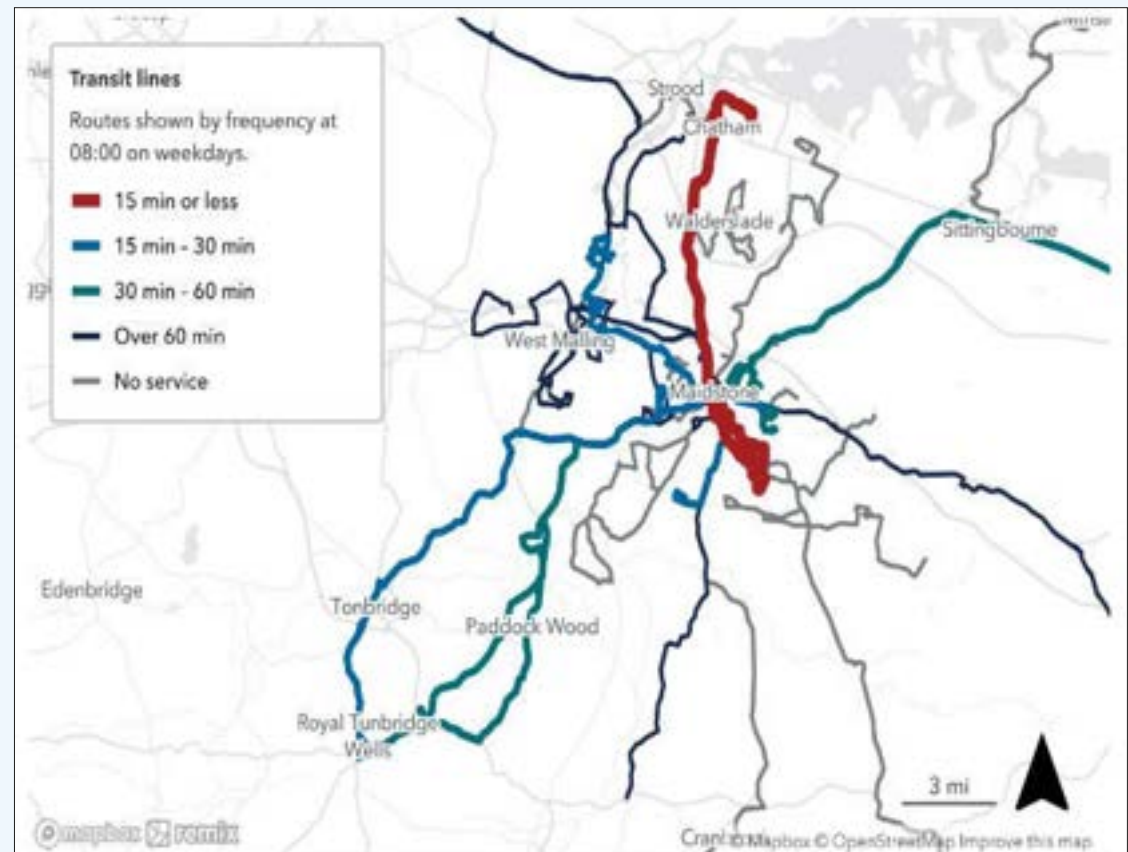 Transit lines
Routes shown by frequency at
08:00 on weekdays.
15 min or less
15 min - 30 min
30 min - 60 min
Over 60 min
No service
Strood
Chatham
Walderslade
Sittingbourne
West Malling
Maidstone
Edenbridge
Tonbridge
Paddock Wood
Royal Tunbridge
Wells
3 mi
mapbox remix
© Mapbox © OpenStreetMap Improve this map